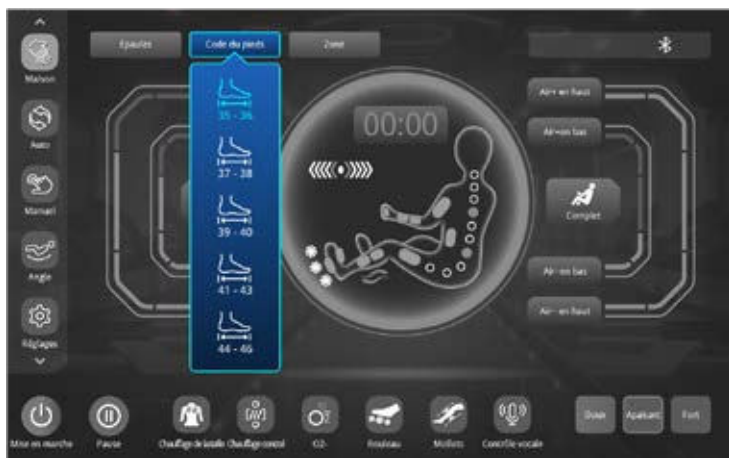 Epaules
Code du pieds
Zone
Maison
Auto
Manuel
Angle
Réglages
35 - 36
37 - 38
39 - 40
41 - 43
44 - 46
00:00
Air+ en haut
Air+en bas
Complet
Air- en bas
Air- en haut
Mise en marche
Pause
Chauffage de la taille
Chauffage central
O2-
Rouleau
Mollets
Contrôle vocale
Doux
Apaisant
Fort